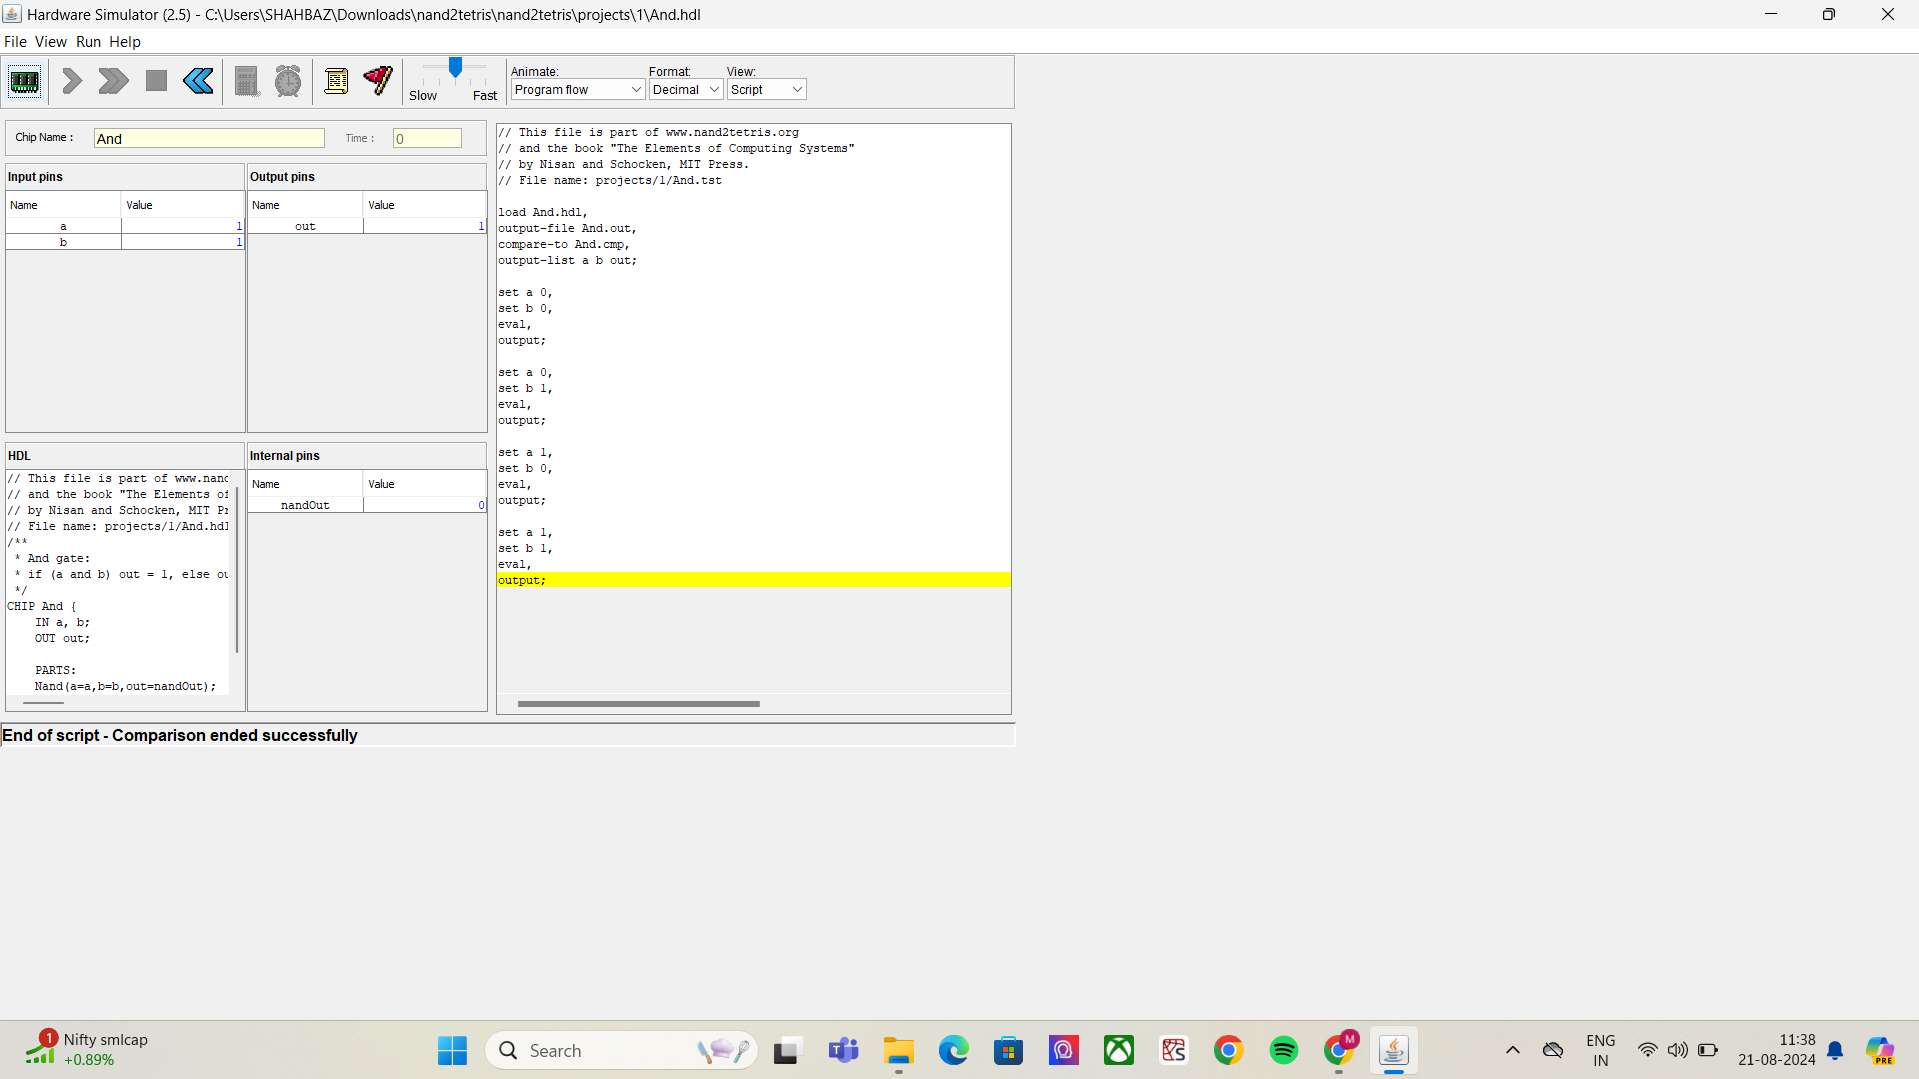 Hardware Simulator (2.5) - C:\Users\SHAHBAZ\Downloads\nand2tetris\nand2tetris\projects\1\And.hdl
File View Run Help
Slow Fast
Animate: Format: View:
Program flow Decimal Script
Chip Name : And Time : 0
Input pins
Name Value
a 1
b 1
Output pins
Name Value
out 1
HDL
// This file is part of www.nand
// and the book "The Elements of
// by Nisan and Schocken, MIT Pr
// File name: projects/1/And.hdl
/**
* And gate:
* if (a and b) out = 1, else ou
*/
CHIP And {
IN a, b;
OUT out;
PARTS:
Nand(a=a,b=b,out=nandOut);
Internal pins
Name Value
nandOut 0
// This file is part of www.nand2tetris.org
// and the book "The Elements of Computing Systems"
// by Nisan and Schocken, MIT Press.
// File name: projects/1/And.tst
load And.hdl,
output-file And.out,
compare-to And.cmp,
output-list a b out;
set a 0,
set b 0,
eval,
output;
set a 0,
set b 1,
eval,
output;
set a 1,
set b 0,
eval,
output;
set a 1,
set b 1,
eval,
output;
End of script - Comparison ended successfully
1
Nifty smlcap
+0.89%
Search
M
ENG
IN
11:38
21-08-2024
PRE